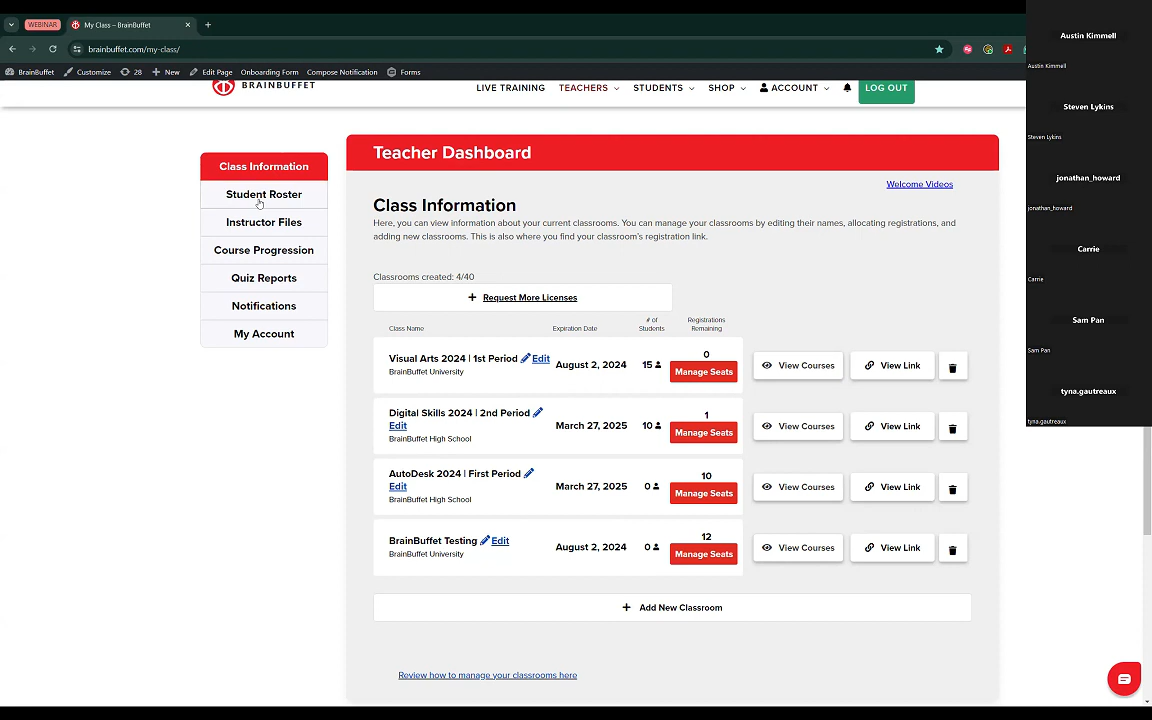 WEBINAR
My Class – BrainBuffet
brainbuffet.com/my-class/
BrainBuffet
Customize
28
New
Edit Page
Onboarding Form
Compose Notification
Forms
BRAINBUFFET
LIVE TRAINING
TEACHERS
STUDENTS
SHOP
ACCOUNT
LOG OUT
Class Information
Student Roster
Instructor Files
Course Progression
Quiz Reports
Notifications
My Account
Teacher Dashboard
Welcome Videos
Class Information
Here, you can view information about your current classrooms. You can manage your classrooms by editing their names, allocating registrations, and
adding new classrooms. This is also where you find your classroom's registration link.
Classrooms created: 4/40
+ Request More Licenses
Class Name
Expiration Date
# of
Students
Registrations
Remaining
Visual Arts 2024 | 1st Period Edit
BrainBuffet University
August 2, 2024
15
0
Manage Seats
View Courses
View Link
Digital Skills 2024 | 2nd Period
Edit
BrainBuffet High School
March 27, 2025
10
1
Manage Seats
View Courses
View Link
AutoDesk 2024 | First Period
Edit
BrainBuffet High School
March 27, 2025
0
10
Manage Seats
View Courses
View Link
BrainBuffet Testing Edit
BrainBuffet University
August 2, 2024
0
12
Manage Seats
View Courses
View Link
+ Add New Classroom
Review how to manage your classrooms here
Austin Kimmell
Austin Kimmell
Steven Lykins
Steven Lykins
jonathan_howard
jonathan_howard
Carrie
Carrie
Sam Pan
Sam Pan
tyna.gautreaux
tyna.gautreaux